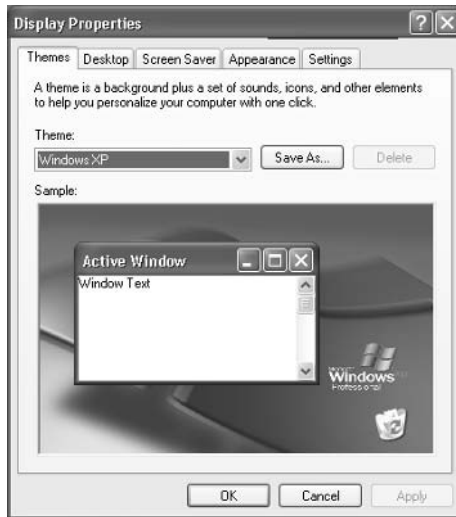 Display Properties
Themes Desktop Screen Saver Appearance Settings
A theme is a background plus a set of sounds, icons, and other elements
to help you personalize your computer with one click.
Theme:
Windows XP Save As... Delete
Sample:
Active Window
Window Text
Microsoft
Windows
Professional
OK Cancel Apply